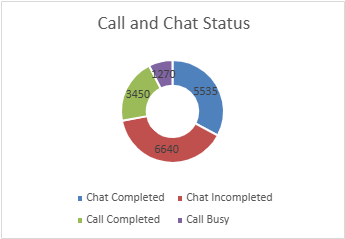 Call and Chat Status
1270
5535
3450
6640
Chat Completed Chat Incompleted
Call Completed Call Busy